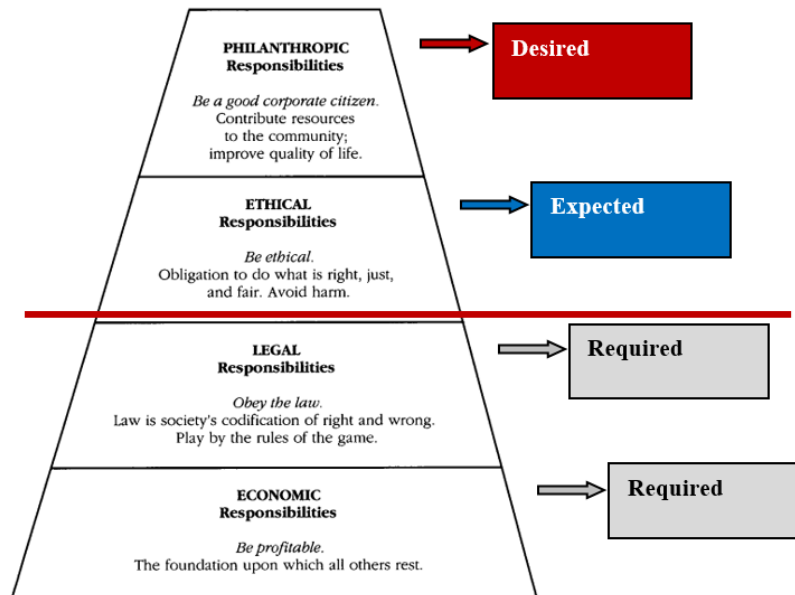 PHILANTHROPIC
Responsibilities
Be a good corporate citizen.
Contribute resources
to the community;
improve quality of life.
Desired
ETHICAL
Responsibilities
Be ethical.
Obligation to do what is right, just,
and fair. Avoid harm.
Expected
LEGAL
Responsibilities
Obey the law.
Law is society's codification of right and wrong.
Play by the rules of the game.
Required
ECONOMIC
Responsibilities
Be profitable.
The foundation upon which all others rest.
Required